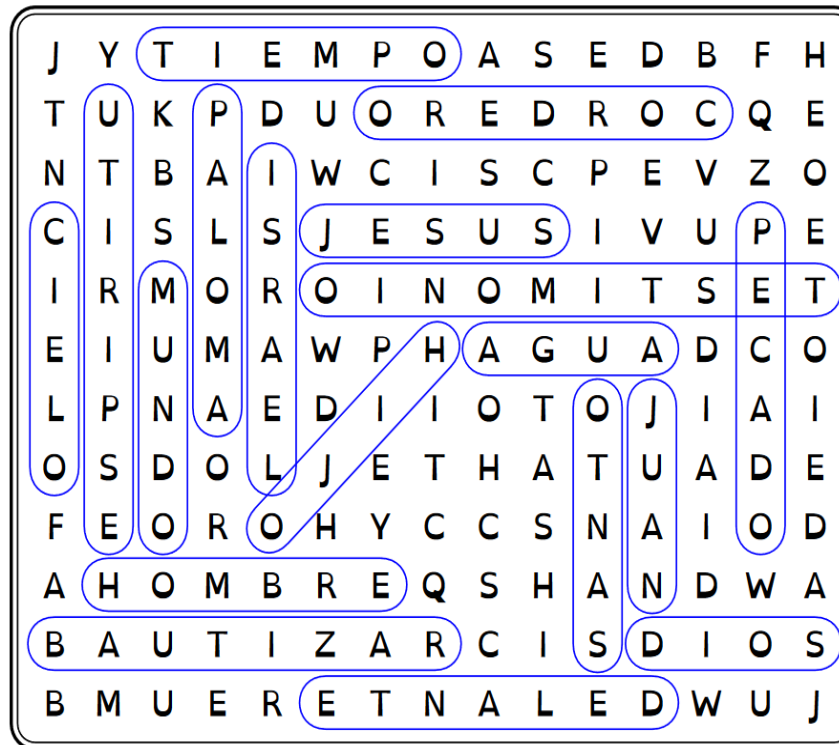 J Y T I E M P O A S E D B F H
T U K P D U O R E D R O C Q E
N T B A I W C I S C P E V Z O
C I S L S J E S U S I V U P E
I R M O R O I N O M I T S E T
E I U M A W P H A G U A D C O
L P N A E D I I O T O J I A I
O S D O L J E T H A T U A D E
F E O R O H Y C C S N A I O D
A H O M B R E Q S H A N D W A
B A U T I Z A R C I S D I O S
B M U E R E T N A L E D W U J